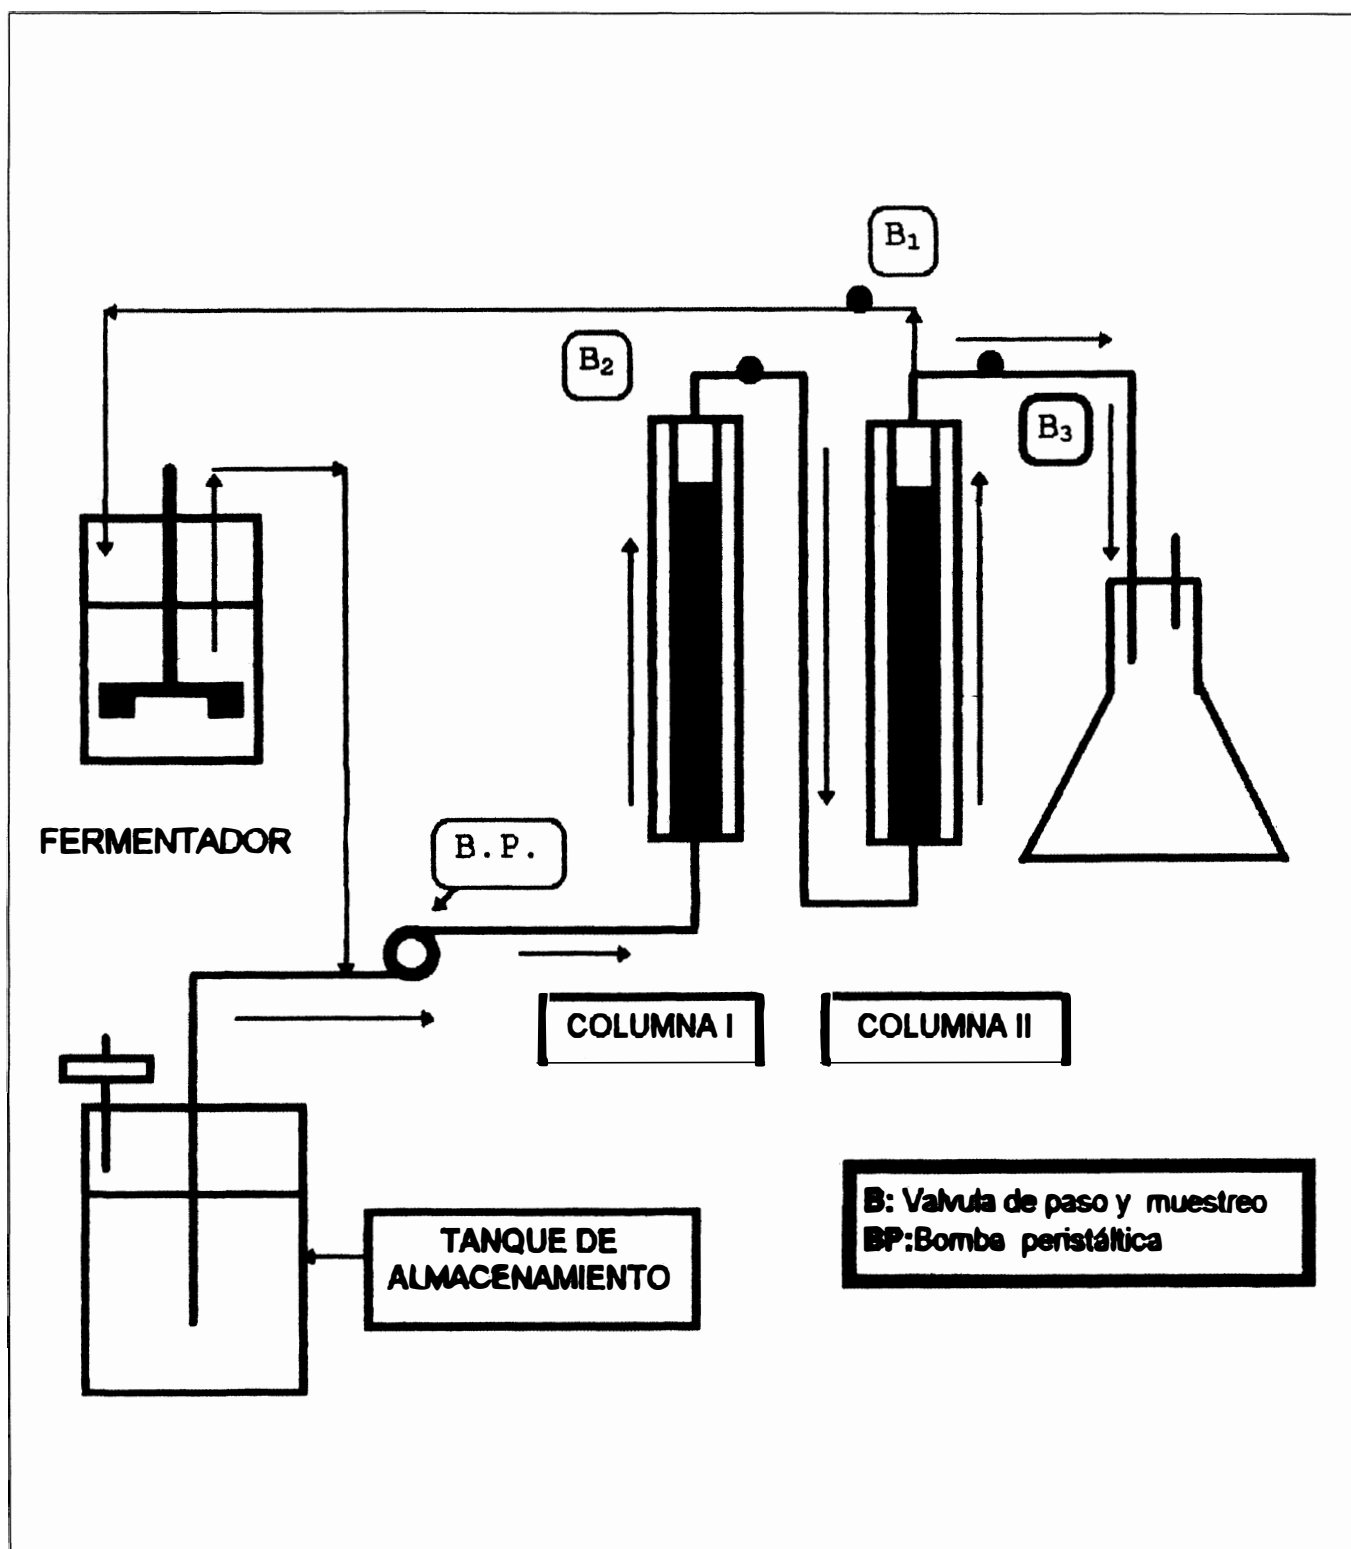 B₁
B₂
B₃
FERMENTADOR
B.P.
COLUMNA I
COLUMNA II
TANQUE DE
ALMACENAMIENTO
B: Valvula de paso y muestreo
BP:Bomba peristáltica